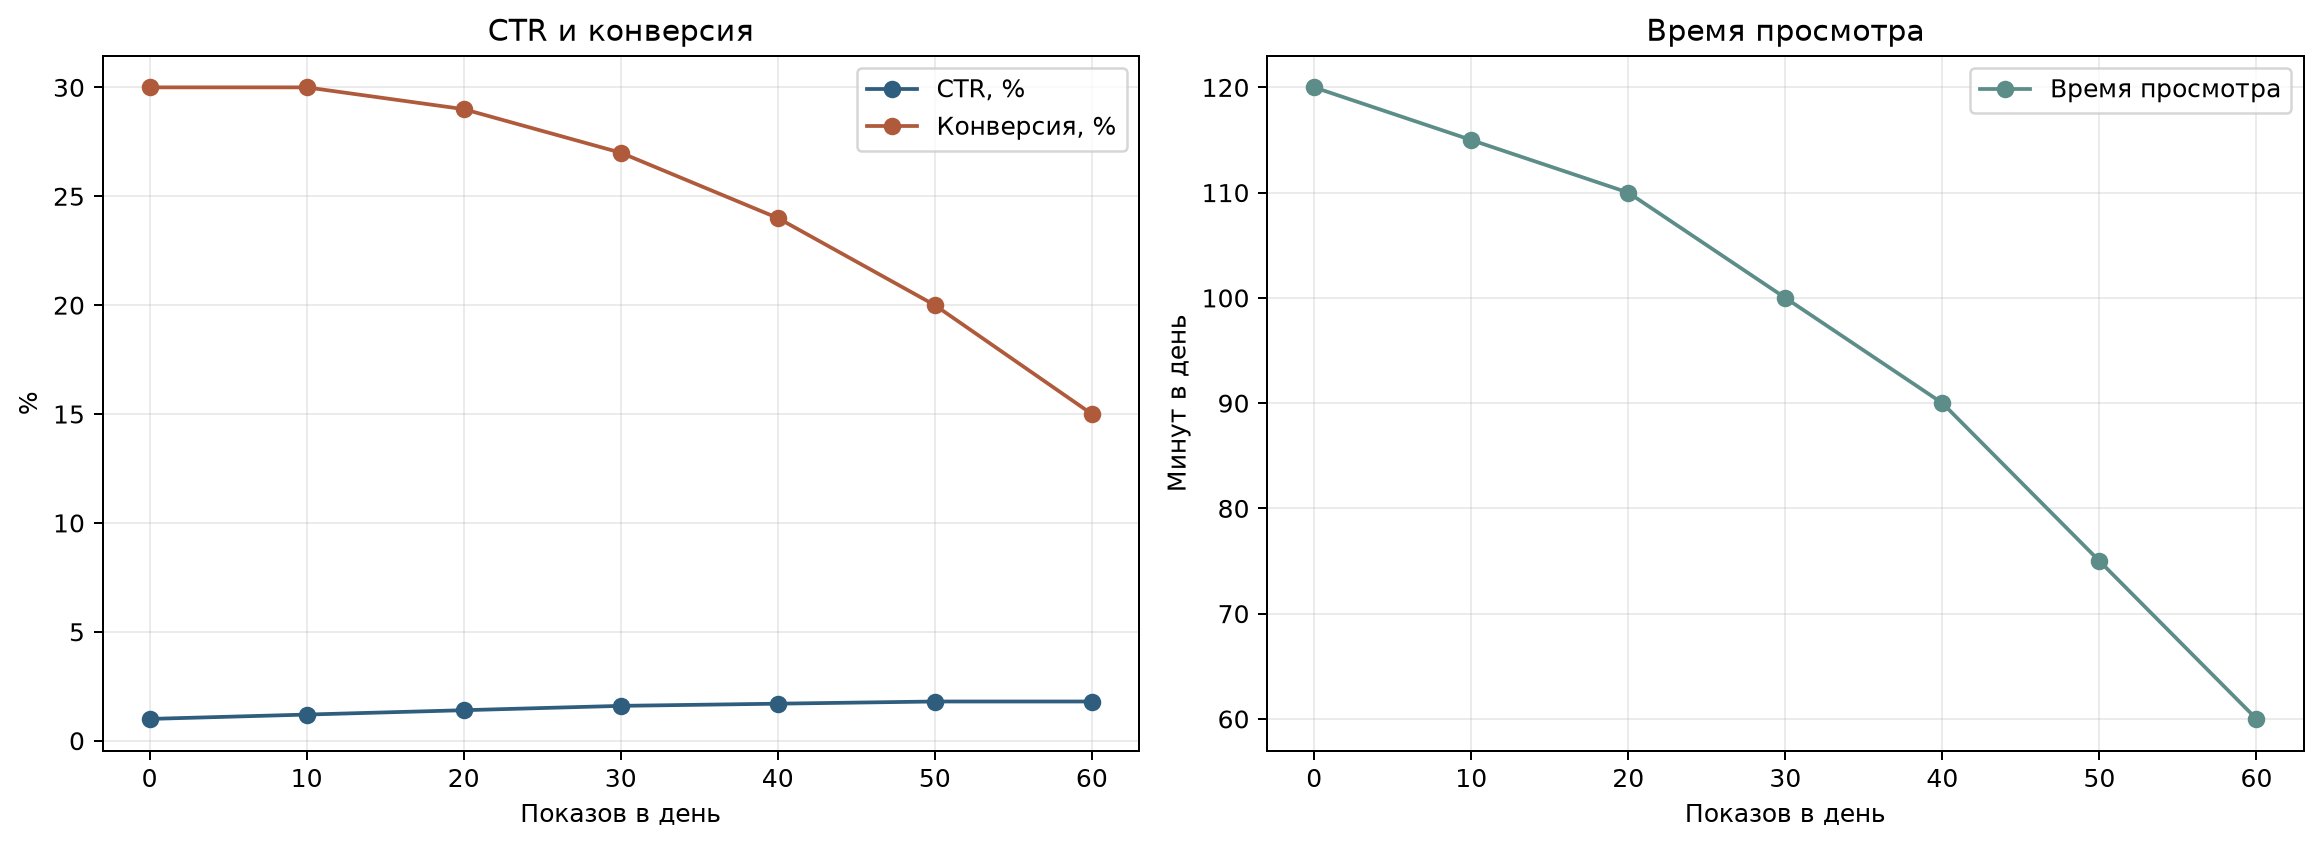 CTR и конверсия
CTR, %
Конверсия, %
30
25
20
15
10
5
0
%
0 10 20 30 40 50 60
Показов в день
Время просмотра
Время просмотра
120
110
100
90
80
70
60
Минут в день
0 10 20 30 40 50 60
Показов в день